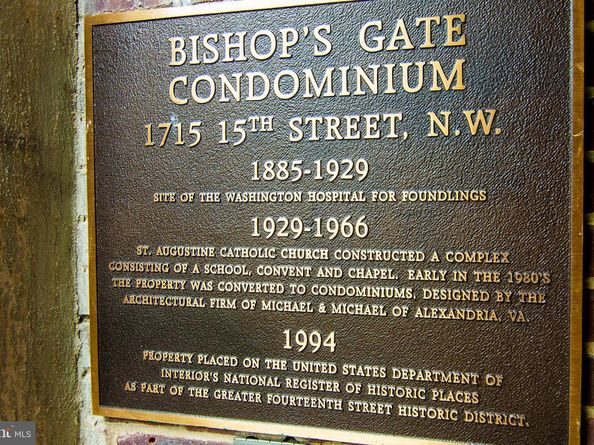 BISHOP'S GATE
CONDOMINIUM
1715 15TH STREET, N.W.
1885-1929
SITE OF THE WASHINGTON HOSPITAL FOR FOUNDLINGS
1929-1966
ST. AUGUSTINE CATHOLIC CHURCH CONSTRUCTED A COMPLEX
CONSISTING OF A SCHOOL, CONVENT AND CHAPEL. EARLY IN THE 1980'S
THE PROPERTY WAS CONVERTED TO CONDOMINIUMS, DESIGNED BY THE
ARCHITECTURAL FIRM OF MICHAEL & MICHAEL OF ALEXANDRIA, VA.
1994
PROPERTY PLACED ON THE UNITED STATES DEPARTMENT OF
INTERIOR'S NATIONAL REGISTER OF HISTORIC PLACES
AS PART OF THE GREATER FOURTEENTH STREET HISTORIC DISTRICT.
MLS